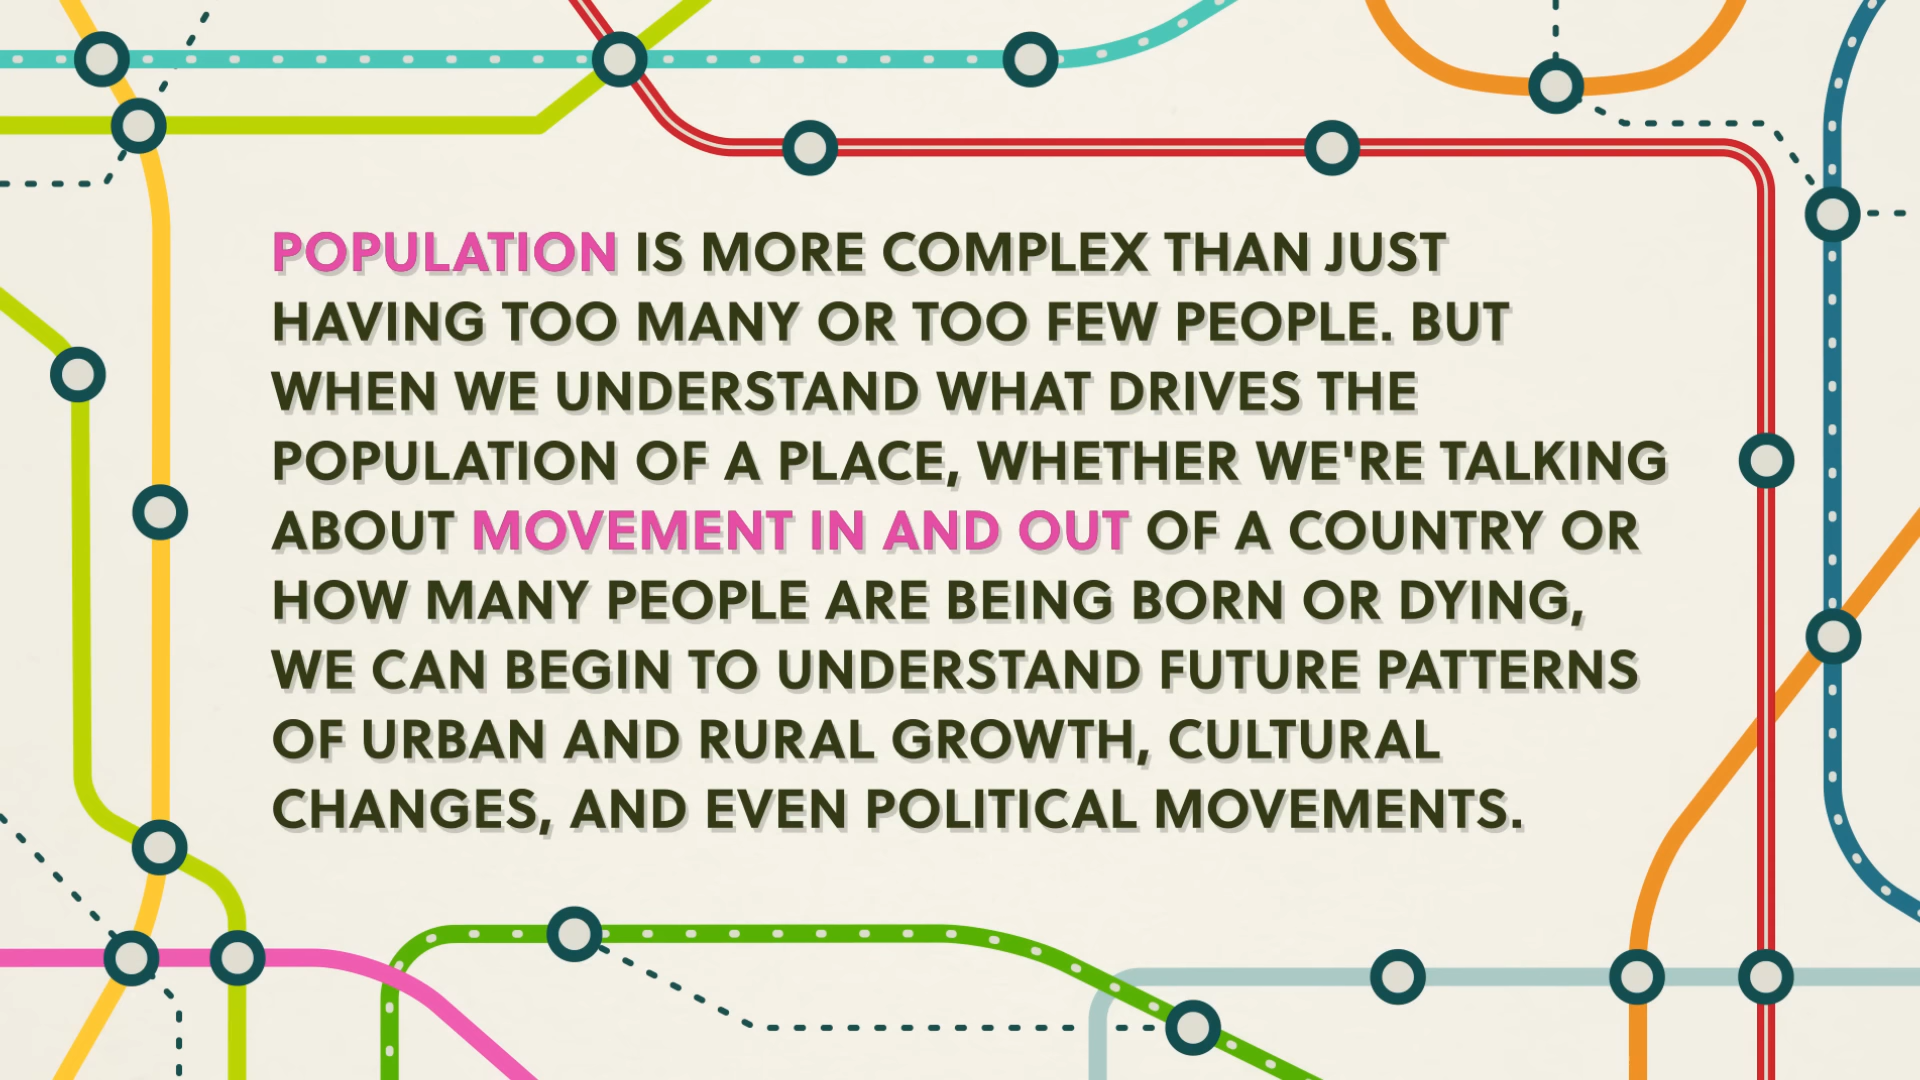 POPULATION IS MORE COMPLEX THAN JUST
HAVING TOO MANY OR TOO FEW PEOPLE. BUT
WHEN WE UNDERSTAND WHAT DRIVES THE
POPULATION OF A PLACE, WHETHER WE'RE TALKING
ABOUT MOVEMENT IN AND OUT OF A COUNTRY OR
HOW MANY PEOPLE ARE BEING BORN OR DYING,
WE CAN BEGIN TO UNDERSTAND FUTURE PATTERNS
OF URBAN AND RURAL GROWTH, CULTURAL
CHANGES, AND EVEN POLITICAL MOVEMENTS.